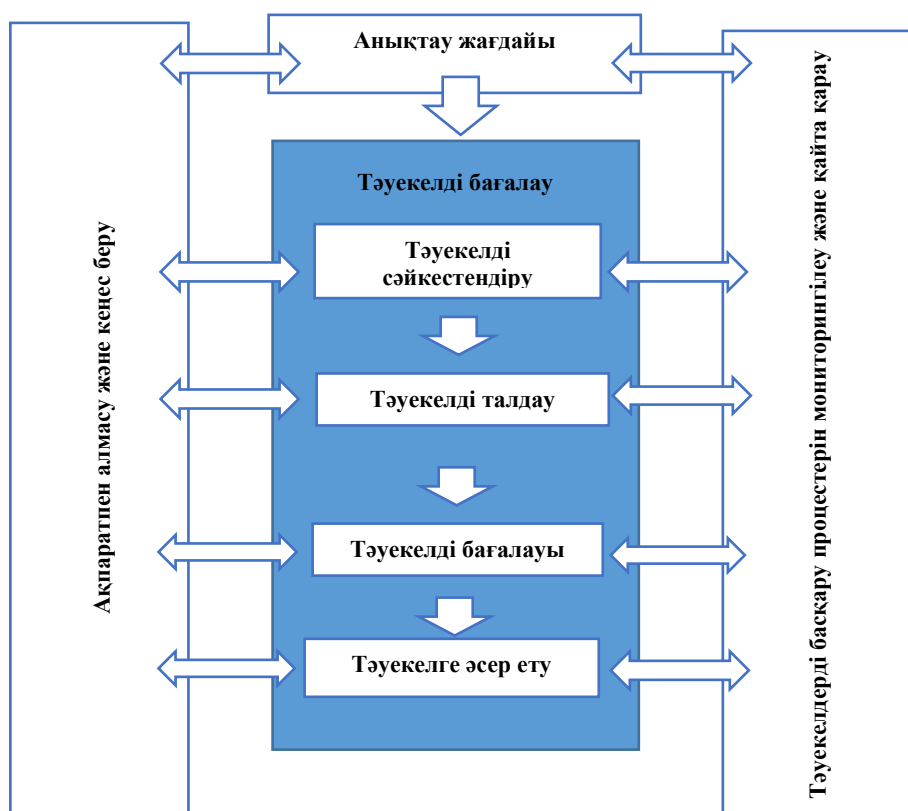 Анықтау жағдайы
Тәуекелді бағалау
Тәуекелді
сәйкестендіру
Тәуекелді талдау
Тәуекелді бағалауы
Тәуекелге әсер ету
Ақпаратпен алмасу және кеңес беру
Тәуекелдерді басқару процестерін мониторингілеу және қайта қарау